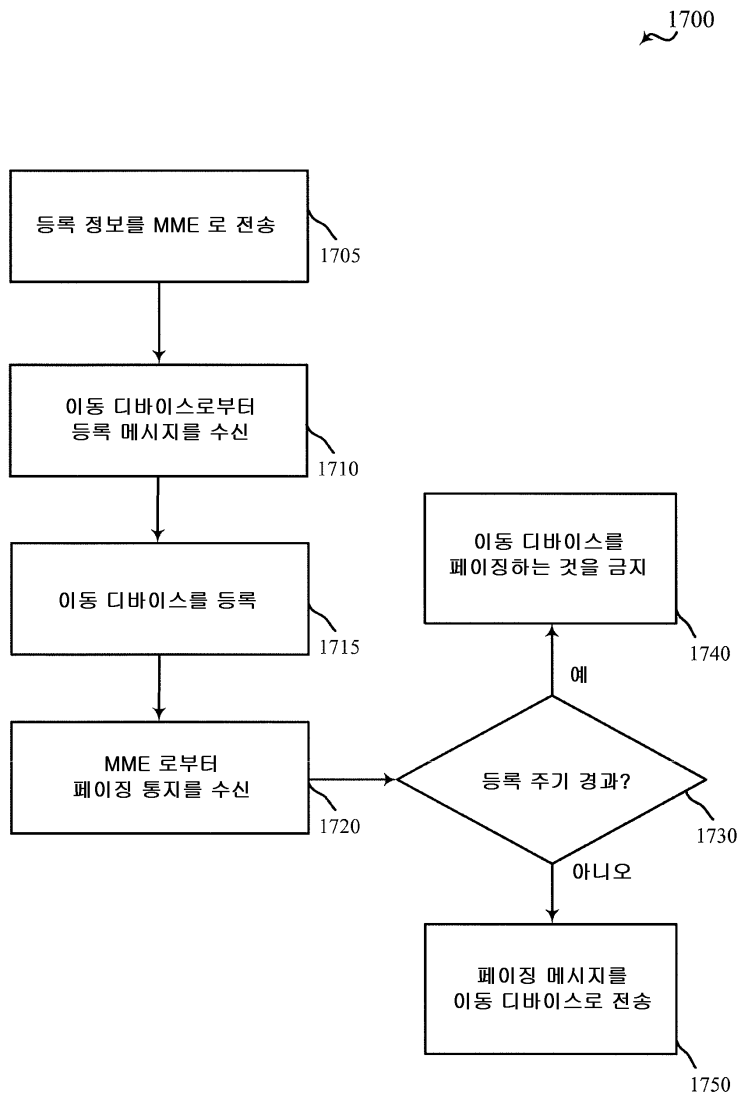 1700
등록 정보를 MME 로 전송
1705
이동 디바이스로부터
등록 메시지를 수신
1710
이동 디바이스를 등록
1715
MME 로부터
페이징 통지를 수신
1720
등록 주기 경과?
1730
예
이동 디바이스를
페이징하는 것을 금지
1740
아니오
페이징 메시지를
이동 디바이스로 전송
1750